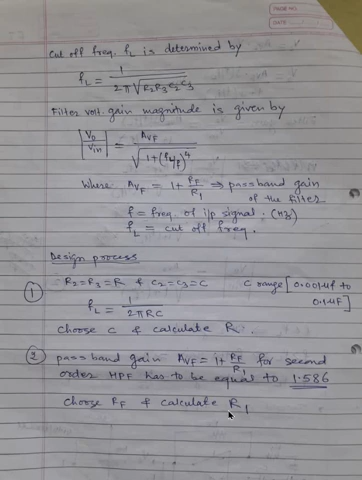 PAGE NO.
Cut off freq. fL is determined by
fL = 1 / 2π√R2R3C2C3
Filter volt. gain magnitude is given by
|Vo/Vin| = AVF / √1+(fL/f)^4
Where AVF = 1+ RF/R1 ⇒ passband gain
of the filter
f = freq. of i/p signal : (Hz)
fL = cut off freq.
Design process
① R2=R3=R & C2=C3=C C range [0.001μf to
0.1μF]
fL = 1 / 2πRC
choose C & calculate R.
② pass band gain AVF = 1+ RF/R1 for second
order HPF has to be equal to 1.586
choose RF & calculate R1